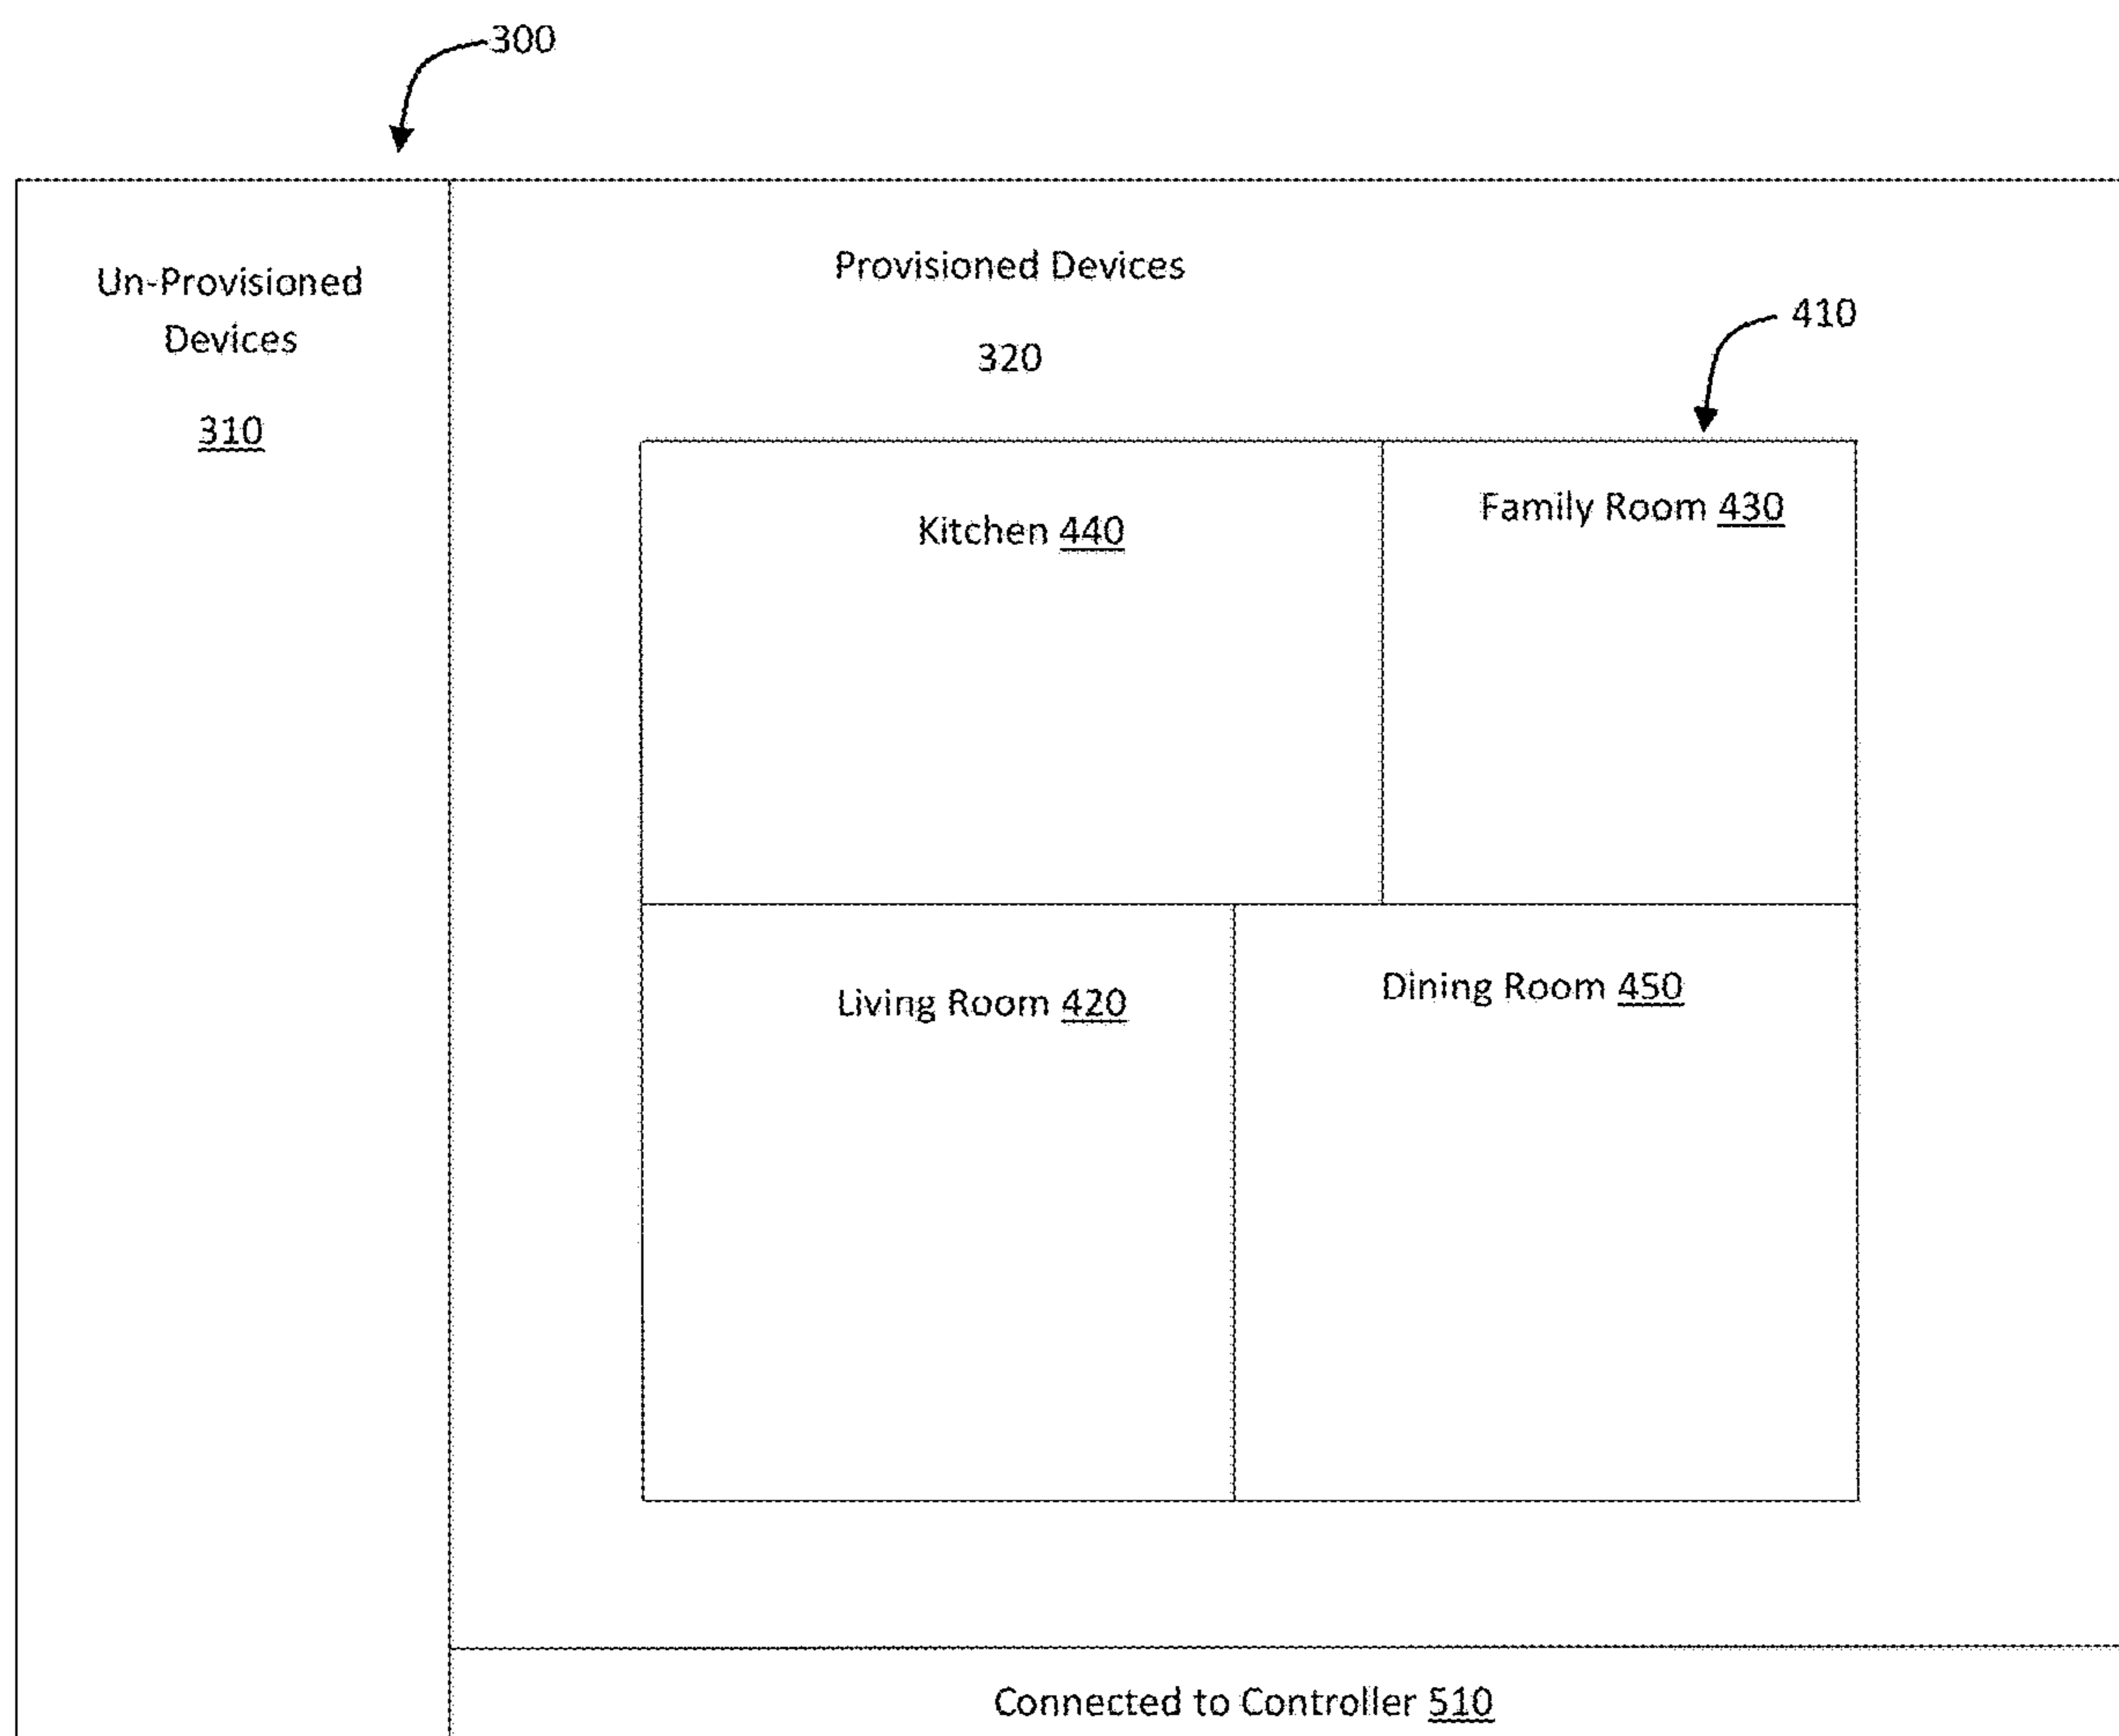 300
Un-Provisioned
Devices
310
Provisioned Devices
320
410
Kitchen 440
Family Room 430
Living Room 420
Dining Room 450
Connected to Controller 510